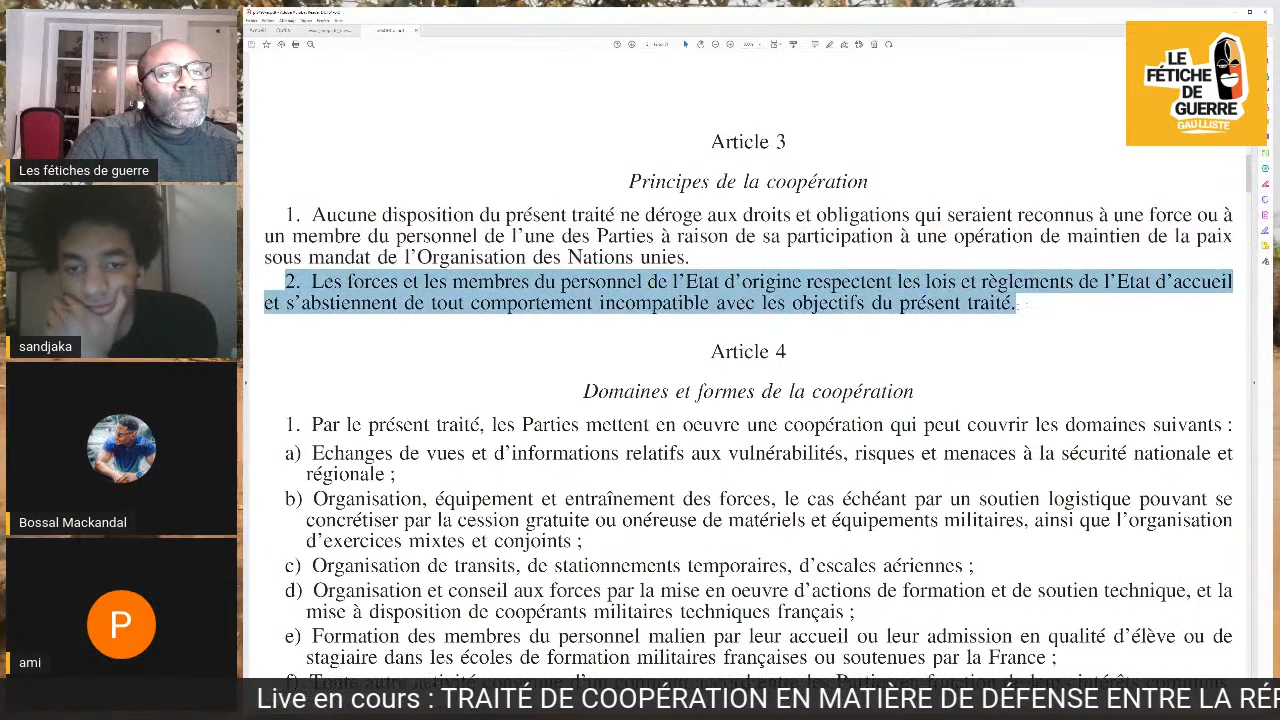 Accueil Outils
LE
FÉTICHE
DE
GUERRE
GAULLISTE
Les fétiches de guerre
sandjaka
Bossal Mackandal
P
ami
Article 3
Principes de la coopération
1. Aucune disposition du présent traité ne déroge aux droits et obligations qui seraient reconnus à une force ou à
un membre du personnel de l’une des Parties à raison de sa participation à une opération de maintien de la paix
sous mandat de l’Organisation des Nations unies.
2. Les forces et les membres du personnel de l’Etat d’origine respectent les lois et règlements de l’Etat d’accueil
et s’abstiennent de tout comportement incompatible avec les objectifs du présent traité.
Article 4
Domaines et formes de la coopération
1. Par le présent traité, les Parties mettent en oeuvre une coopération qui peut couvrir les domaines suivants :
a) Echanges de vues et d’informations relatifs aux vulnérabilités, risques et menaces à la sécurité nationale et
régionale ;
b) Organisation, équipement et entraînement des forces, le cas échéant par un soutien logistique pouvant se
concrétiser par la cession gratuite ou onéreuse de matériels et équipements militaires, ainsi que l’organisation
d’exercices mixtes et conjoints ;
c) Organisation de transits, de stationnements temporaires, d’escales aériennes ;
d) Organisation et conseil aux forces par la mise en oeuvre d’actions de formation et de soutien technique, et la
mise à disposition de coopérants militaires techniques français ;
e) Formation des membres du personnel malien par leur accueil ou leur admission en qualité d’élève ou de
stagiaire dans les écoles de formation militaires françaises ou soutenues par la France ;
Live en cours : TRAITÉ DE COOPÉRATION EN MATIÈRE DE DÉFENSE ENTRE LA RÉP